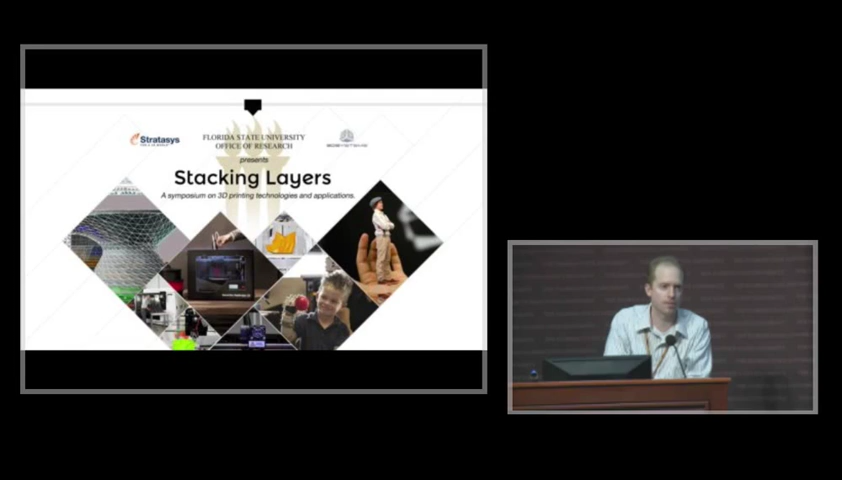 Stratasys
FLORIDA STATE UNIVERSITY
OFFICE OF RESEARCH
presents
Stacking Layers
A symposium on 3D printing technologies and applications.